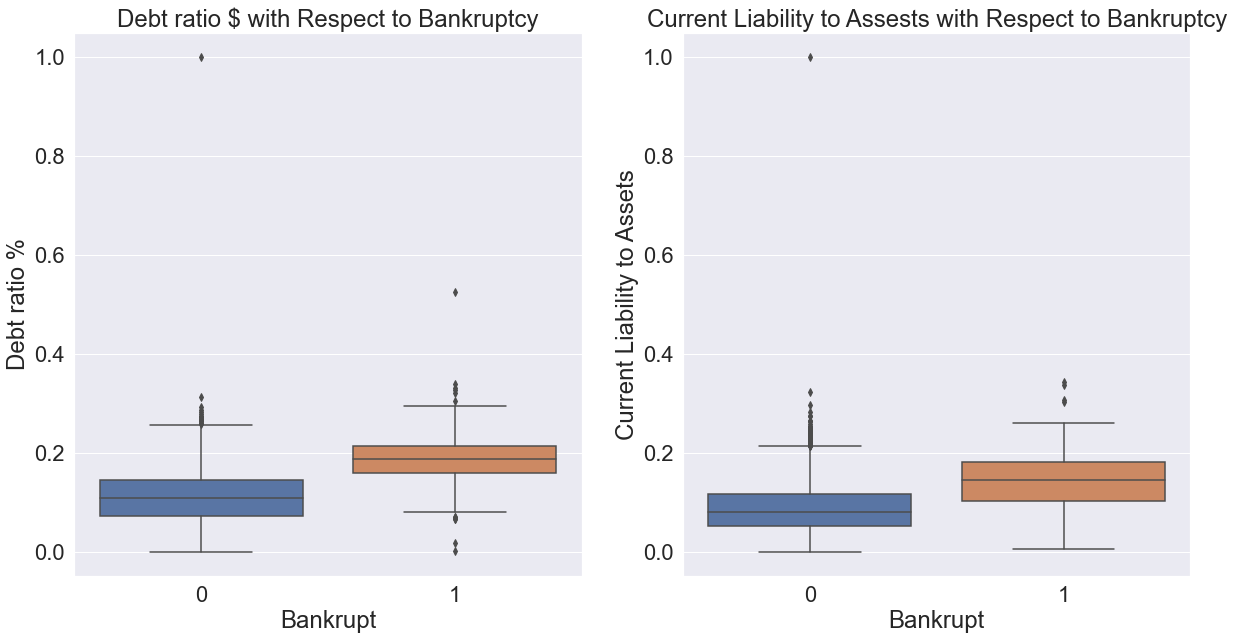 Debt ratio $ with Respect to Bankruptcy
1.0
0.8
0.6
0.4
0.2
0.0
Debt ratio %
0 1
Bankrupt
Current Liability to Assests with Respect to Bankruptcy
1.0
0.8
0.6
0.4
0.2
0.0
Current Liability to Assets
0 1
Bankrupt